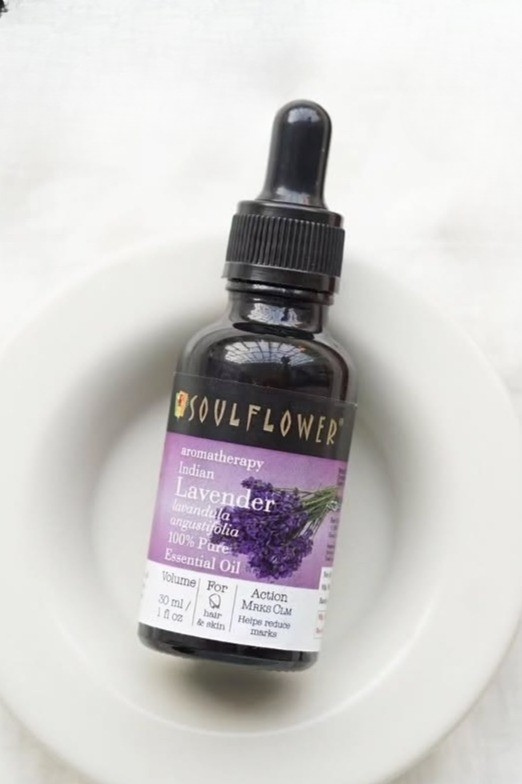 SOULFLOWER®
aromatherapy
Indian
Lavender
lavandula
angustifolia
100% Pure
Essential Oil
Volume
30 ml /
1 fl oz
For
hair
& skin
Action
MRKS CLM
Helps reduce
marks